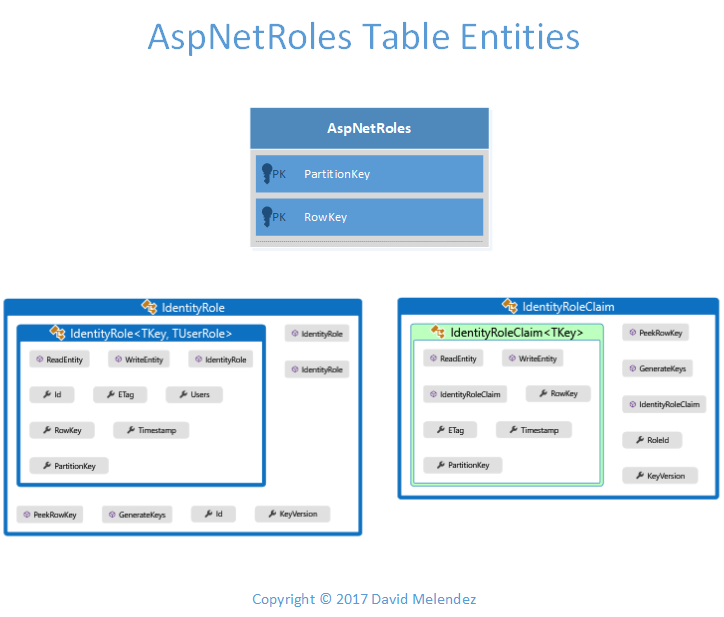 AspNetRoles Table Entities
AspNetRoles
PK PartitionKey
PK RowKey
IdentityRole
IdentityRole<TKey, TUserRole>
IdentityRole
ReadEntity WriteEntity IdentityRole
IdentityRole
Id ETag Users
RowKey Timestamp
PartitionKey
PeekRowKey GenerateKeys Id KeyVersion
IdentityRoleClaim
IdentityRoleClaim<TKey>
PeekRowKey
ReadEntity WriteEntity
GenerateKeys
IdentityRoleClaim RowKey
IdentityRoleClaim
ETag Timestamp
RoleId
PartitionKey
KeyVersion
Copyright © 2017 David Melendez